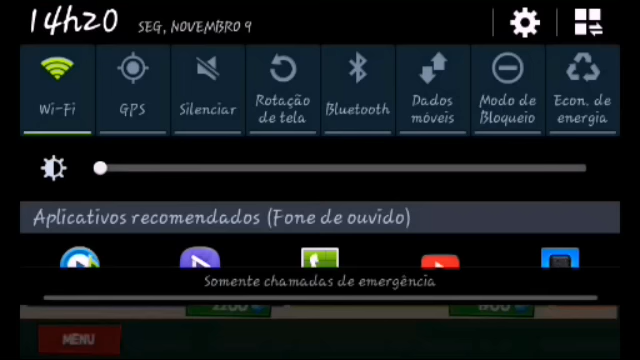 14h20 SEG, NOVEMBRO 9
Wi-Fi
GPS
Silenciar
Rotação
de tela
Bluetooth
Dados
móveis
Modo de
Bloqueio
Econ. de
energia
Aplicativos recomendados (Fone de ouvido)
Somente chamadas de emergência
MENU